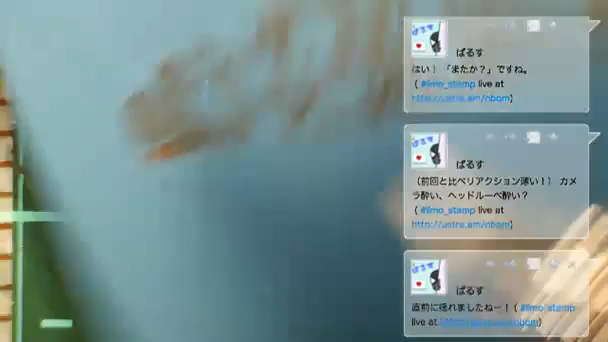 ぱるす
はい！「またか？」ですね。
( #limo_stamp live at
http://ustre.am/nbqm)
ぱるす
（前回と比べリアクション薄い！） カメ
ラ酔い、ヘッドルーペ酔い？
( #limo_stamp live at
http://ustre.am/nbqm)
ぱるす
直前に揺れましたねー！( #limo_stamp
live at